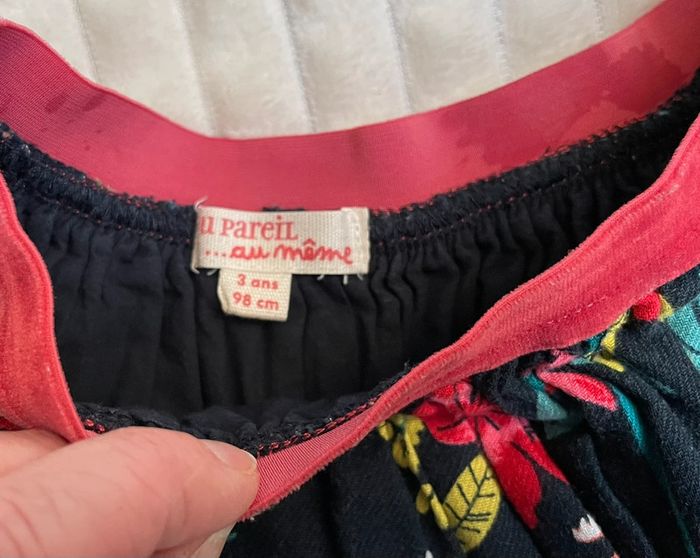 u PareiL
...au même
3 ans
98 cm